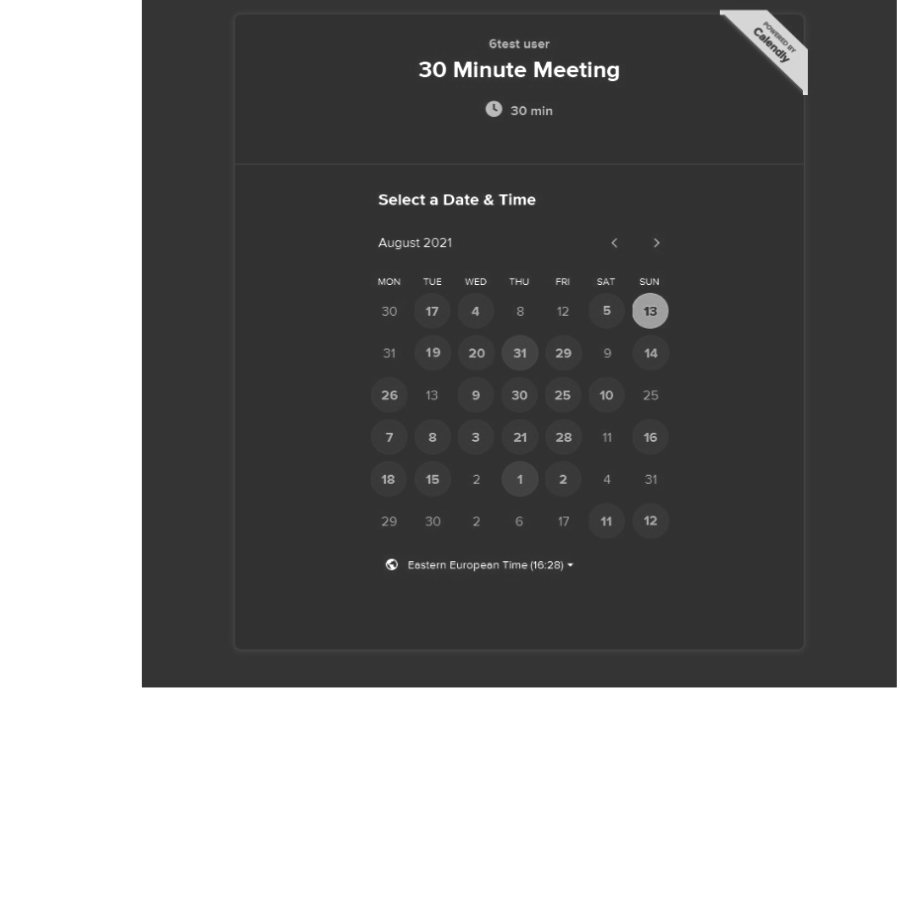 POWERED BY
Calendly
6test user
30 Minute Meeting
30 min
Select a Date & Time
August 2021
MON TUE WED THU FRI SAT SUN
30 17 4 8 12 5 13
31 19 20 31 29 9 14
26 13 9 30 25 10 25
7 8 3 21 28 11 16
18 15 2 1 2 4 31
29 30 2 6 17 11 12
Eastern European Time (16:28)